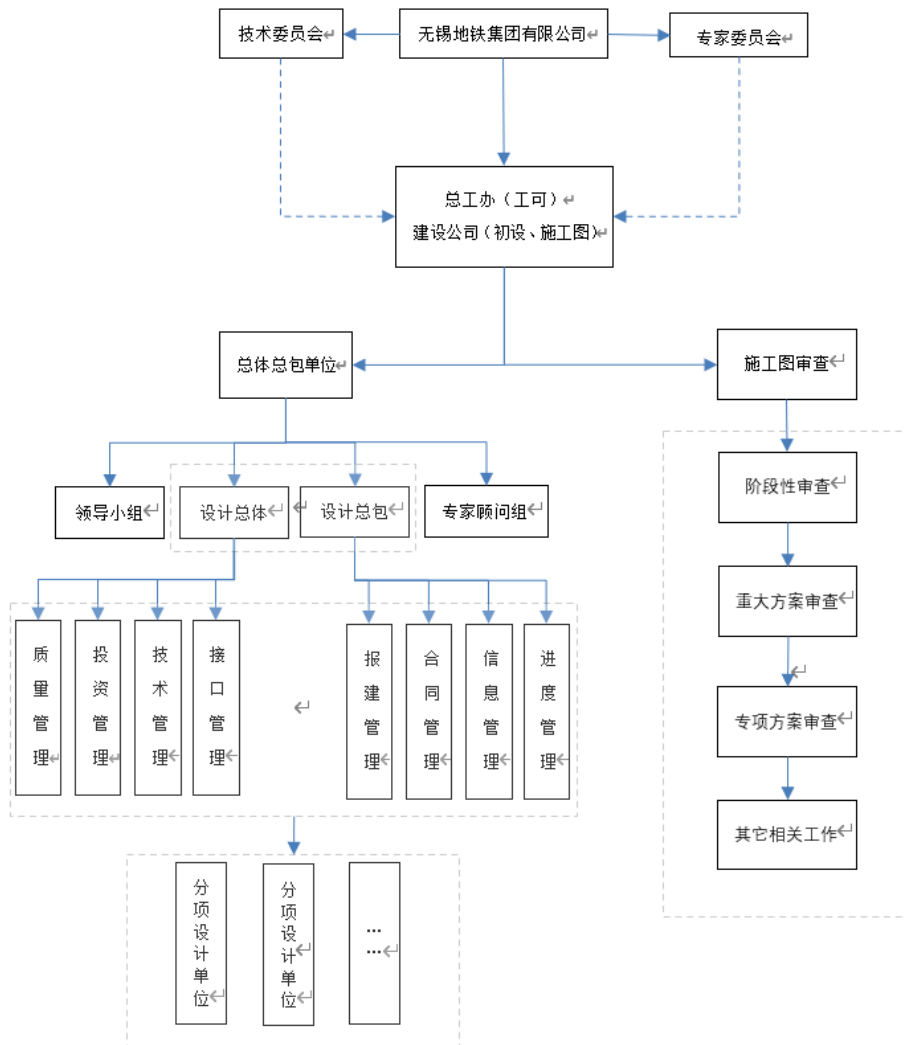 技术委员会
无锡地铁集团有限公司
专家委员会
总工办（工可）
建设公司（初设、施工图）
总体总包单位
施工图审查
领导小组
设计总体
设计总包
专家顾问组
阶段性审查
重大方案审查
专项方案审查
其它相关工作
质量管理
投资管理
技术管理
接口管理
报建管理
合同管理
信息管理
进度管理
分项设计单位
分项设计单位
……